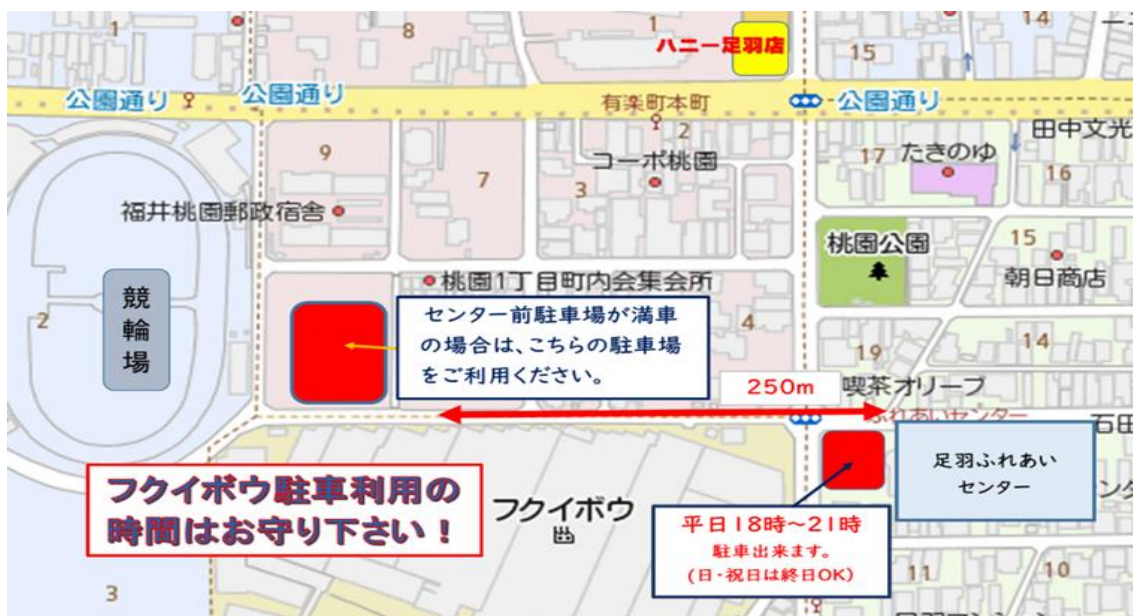 1
8
1
ハニー足羽店
15
14
公園通り
公園通り
有楽町本町
公園通り
9
7
3
2
コーポ桃園
17
たきのゆ
田中文光
16
福井桃園郵政宿舎
桃園公園
15
朝日商店
競輪場
2
桃園1丁目町内会集会所
センター前駐車場が満車
の場合は、こちらの駐車場
をご利用ください。
4
19
14
250m
喫茶オリーブ
ふれあいセンター
石田
足羽ふれあい
センター
フクイボウ駐車利用の
時間はお守り下さい！
フクイボウ
平日18時～21時
駐車出来ます。
(日・祝日は終日OK)
11
10
3